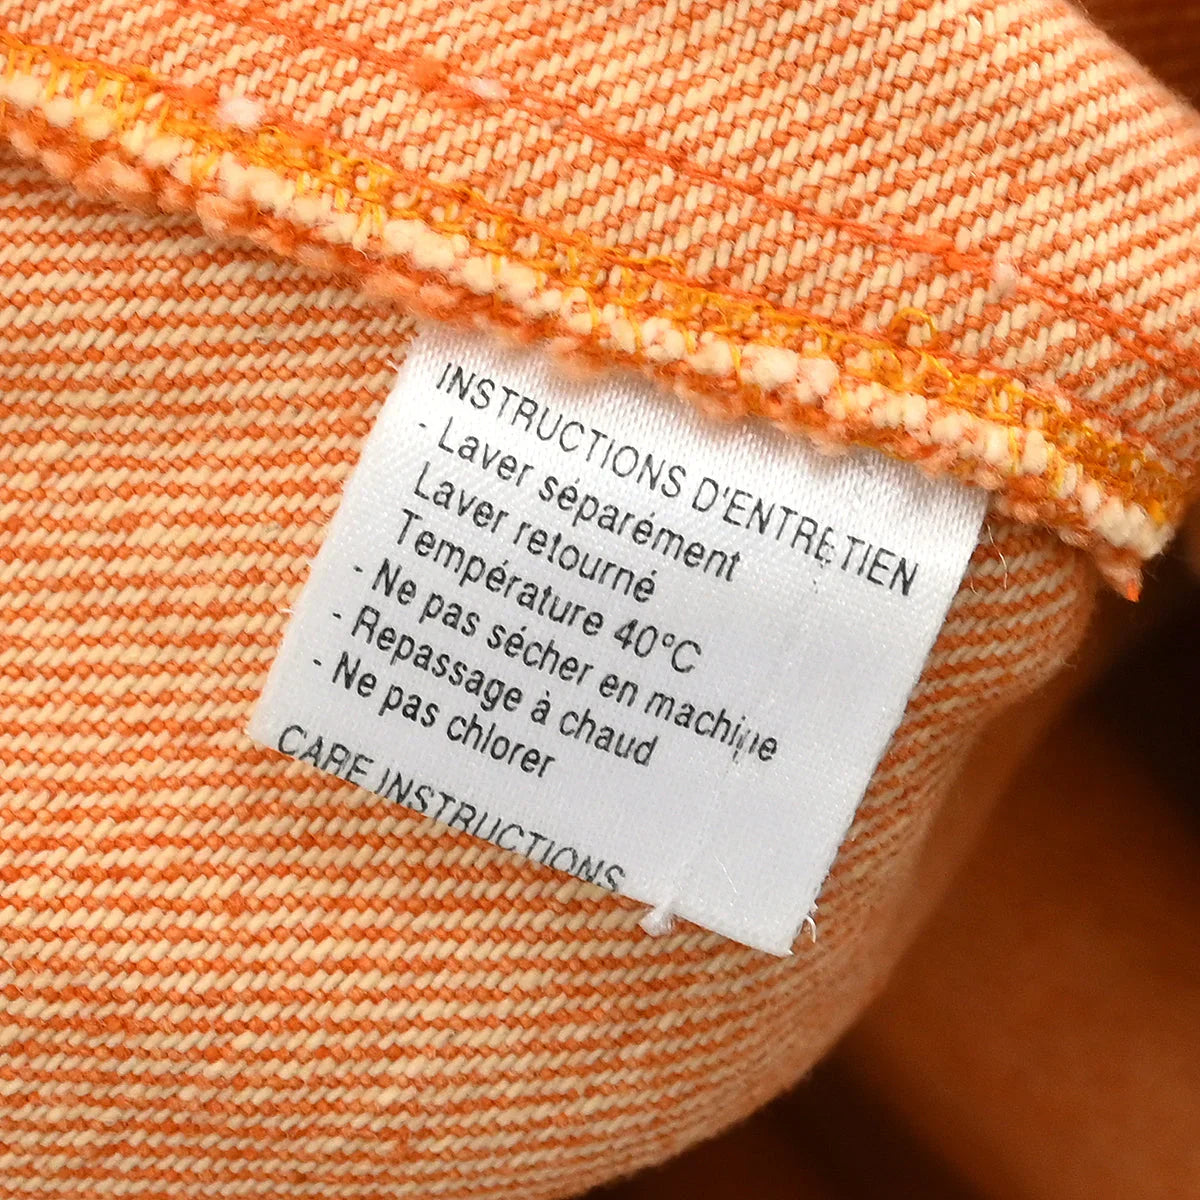 INSTRUCTIONS D'ENTRETIEN
- Laver séparément
Laver retourné
Température 40°C
- Ne pas sécher en machine
- Repassage à chaud
- Ne pas chlorer
CARE INSTRUCTIONS